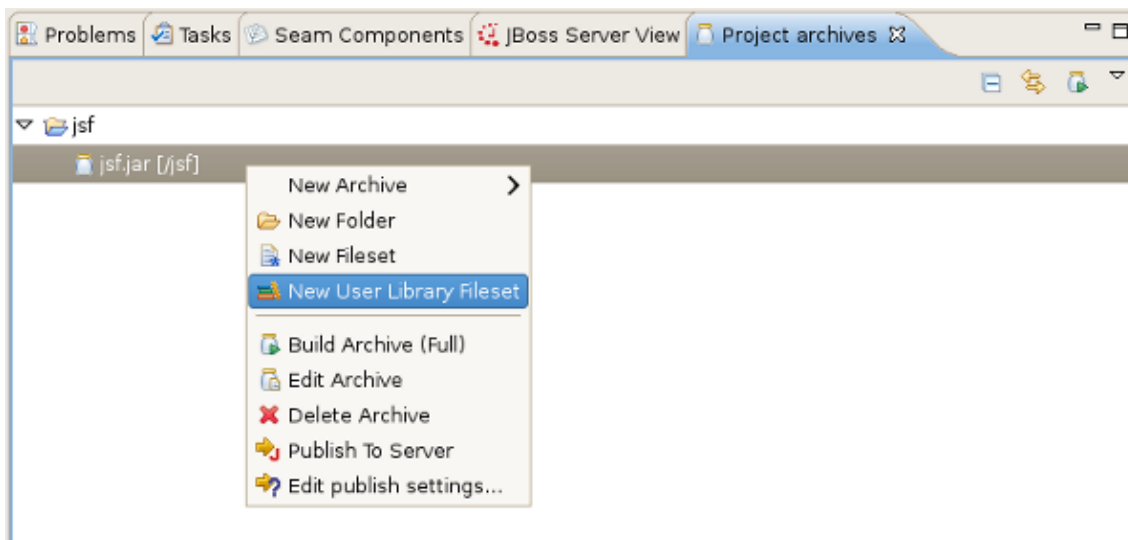 Problems Tasks Seam Components JBoss Server View Project archives
jsf
jsf.jar [/jsf]
New Archive
New Folder
New Fileset
New User Library Fileset
Build Archive (Full)
Edit Archive
Delete Archive
Publish To Server
Edit publish settings...